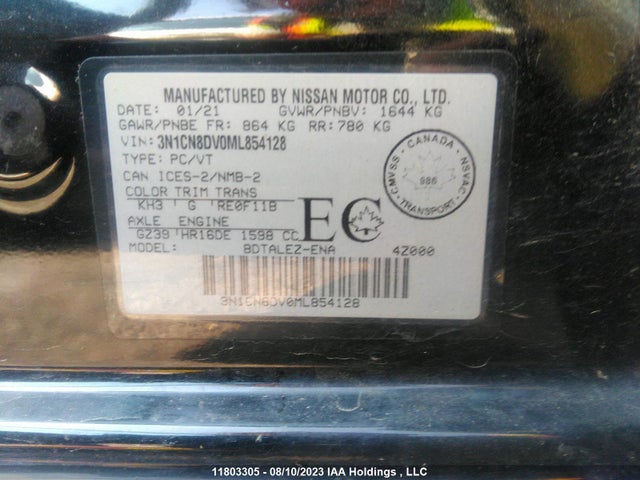 MANUFACTURED BY NISSAN MOTOR CO., LTD.
DATE: 01/21 GVWR/PNBV: 1644 KG
GAWR/PNBE FR: 864 KG RR: 780 KG
VIN: 3N1CN8DV0ML854128
TYPE: PC/VT
CAN ICES-2/NMB-2
COLOR TRIM TRANS
KH3 G RE0F11B
AXLE ENGINE
GZ39 HR16DE 1598 CC
MODEL: BDTALEZ-ENA 4Z000
EC
CMVSS CANADA NSVAC
986
TRANSPORT
3N1CN8DV0ML854128
11803305 - 08/10/2023 IAA Holdings , LLC